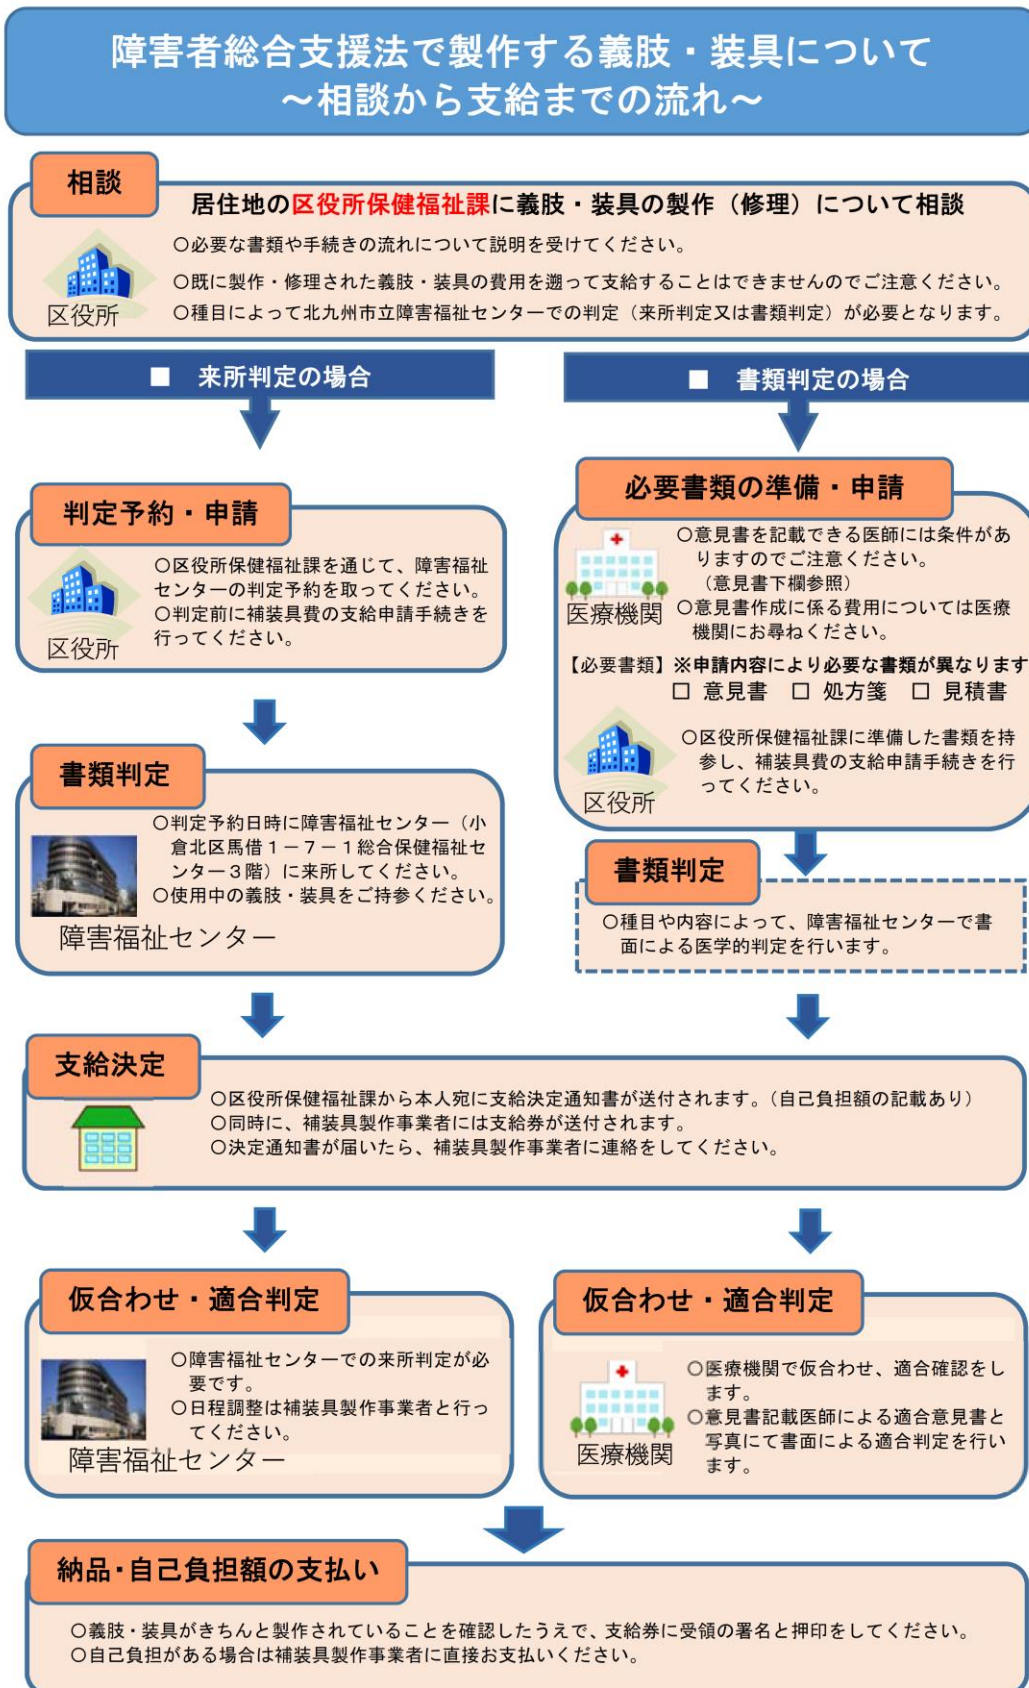 障害者総合支援法で製作する義肢・装具について
～相談から支給までの流れ～
相談
居住地の区役所保健福祉課に義肢・装具の製作（修理）について相談
○必要な書類や手続きの流れについて説明を受けてください。
○既に製作・修理された義肢・装具の費用を遡って支給することはできませんのでご注意ください。
○種目によって北九州市立障害福祉センターでの判定（来所判定又は書類判定）が必要となります。
区役所
■ 来所判定の場合
判定予約・申請
○区役所保健福祉課を通じて、障害福祉
センターの判定予約を取ってください。
○判定前に補装具費の支給申請手続きを
行ってください。
区役所
書類判定
○判定予約日時に障害福祉センター（小
倉北区馬借１－７－１総合保健福祉セ
ンター３階）に来所してください。
○使用中の義肢・装具をご持参ください。
障害福祉センター
■ 書類判定の場合
必要書類の準備・申請
○意見書を記載できる医師には条件があ
りますのでご注意ください。
（意見書下欄参照）
○意見書作成に係る費用については医療
機関にお尋ねください。
医療機関
【必要書類】※申請内容により必要な書類が異なります
□ 意見書 □ 処方箋 □ 見積書
○区役所保健福祉課に準備した書類を持
参し、補装具費の支給申請手続きを行
ってください。
区役所
書類判定
○種目や内容によって、障害福祉センターで書
面による医学的判定を行います。
支給決定
○区役所保健福祉課から本人宛に支給決定通知書が送付されます。（自己負担額の記載あり）
○同時に、補装具製作事業者には支給券が送付されます。
○決定通知書が届いたら、補装具製作事業者に連絡をしてください。
仮合わせ・適合判定
○障害福祉センターでの来所判定が必
要です。
○日程調整は補装具製作事業者と行っ
てください。
障害福祉センター
仮合わせ・適合判定
○医療機関で仮合わせ、適合確認をし
ます。
○意見書記載医師による適合意見書と
写真にて書面による適合判定を行い
ます。
医療機関
納品・自己負担額の支払い
○義肢・装具がきちんと製作されていることを確認したうえで、支給券に受領の署名と押印をしてください。
○自己負担がある場合は補装具製作事業者に直接お支払いください。